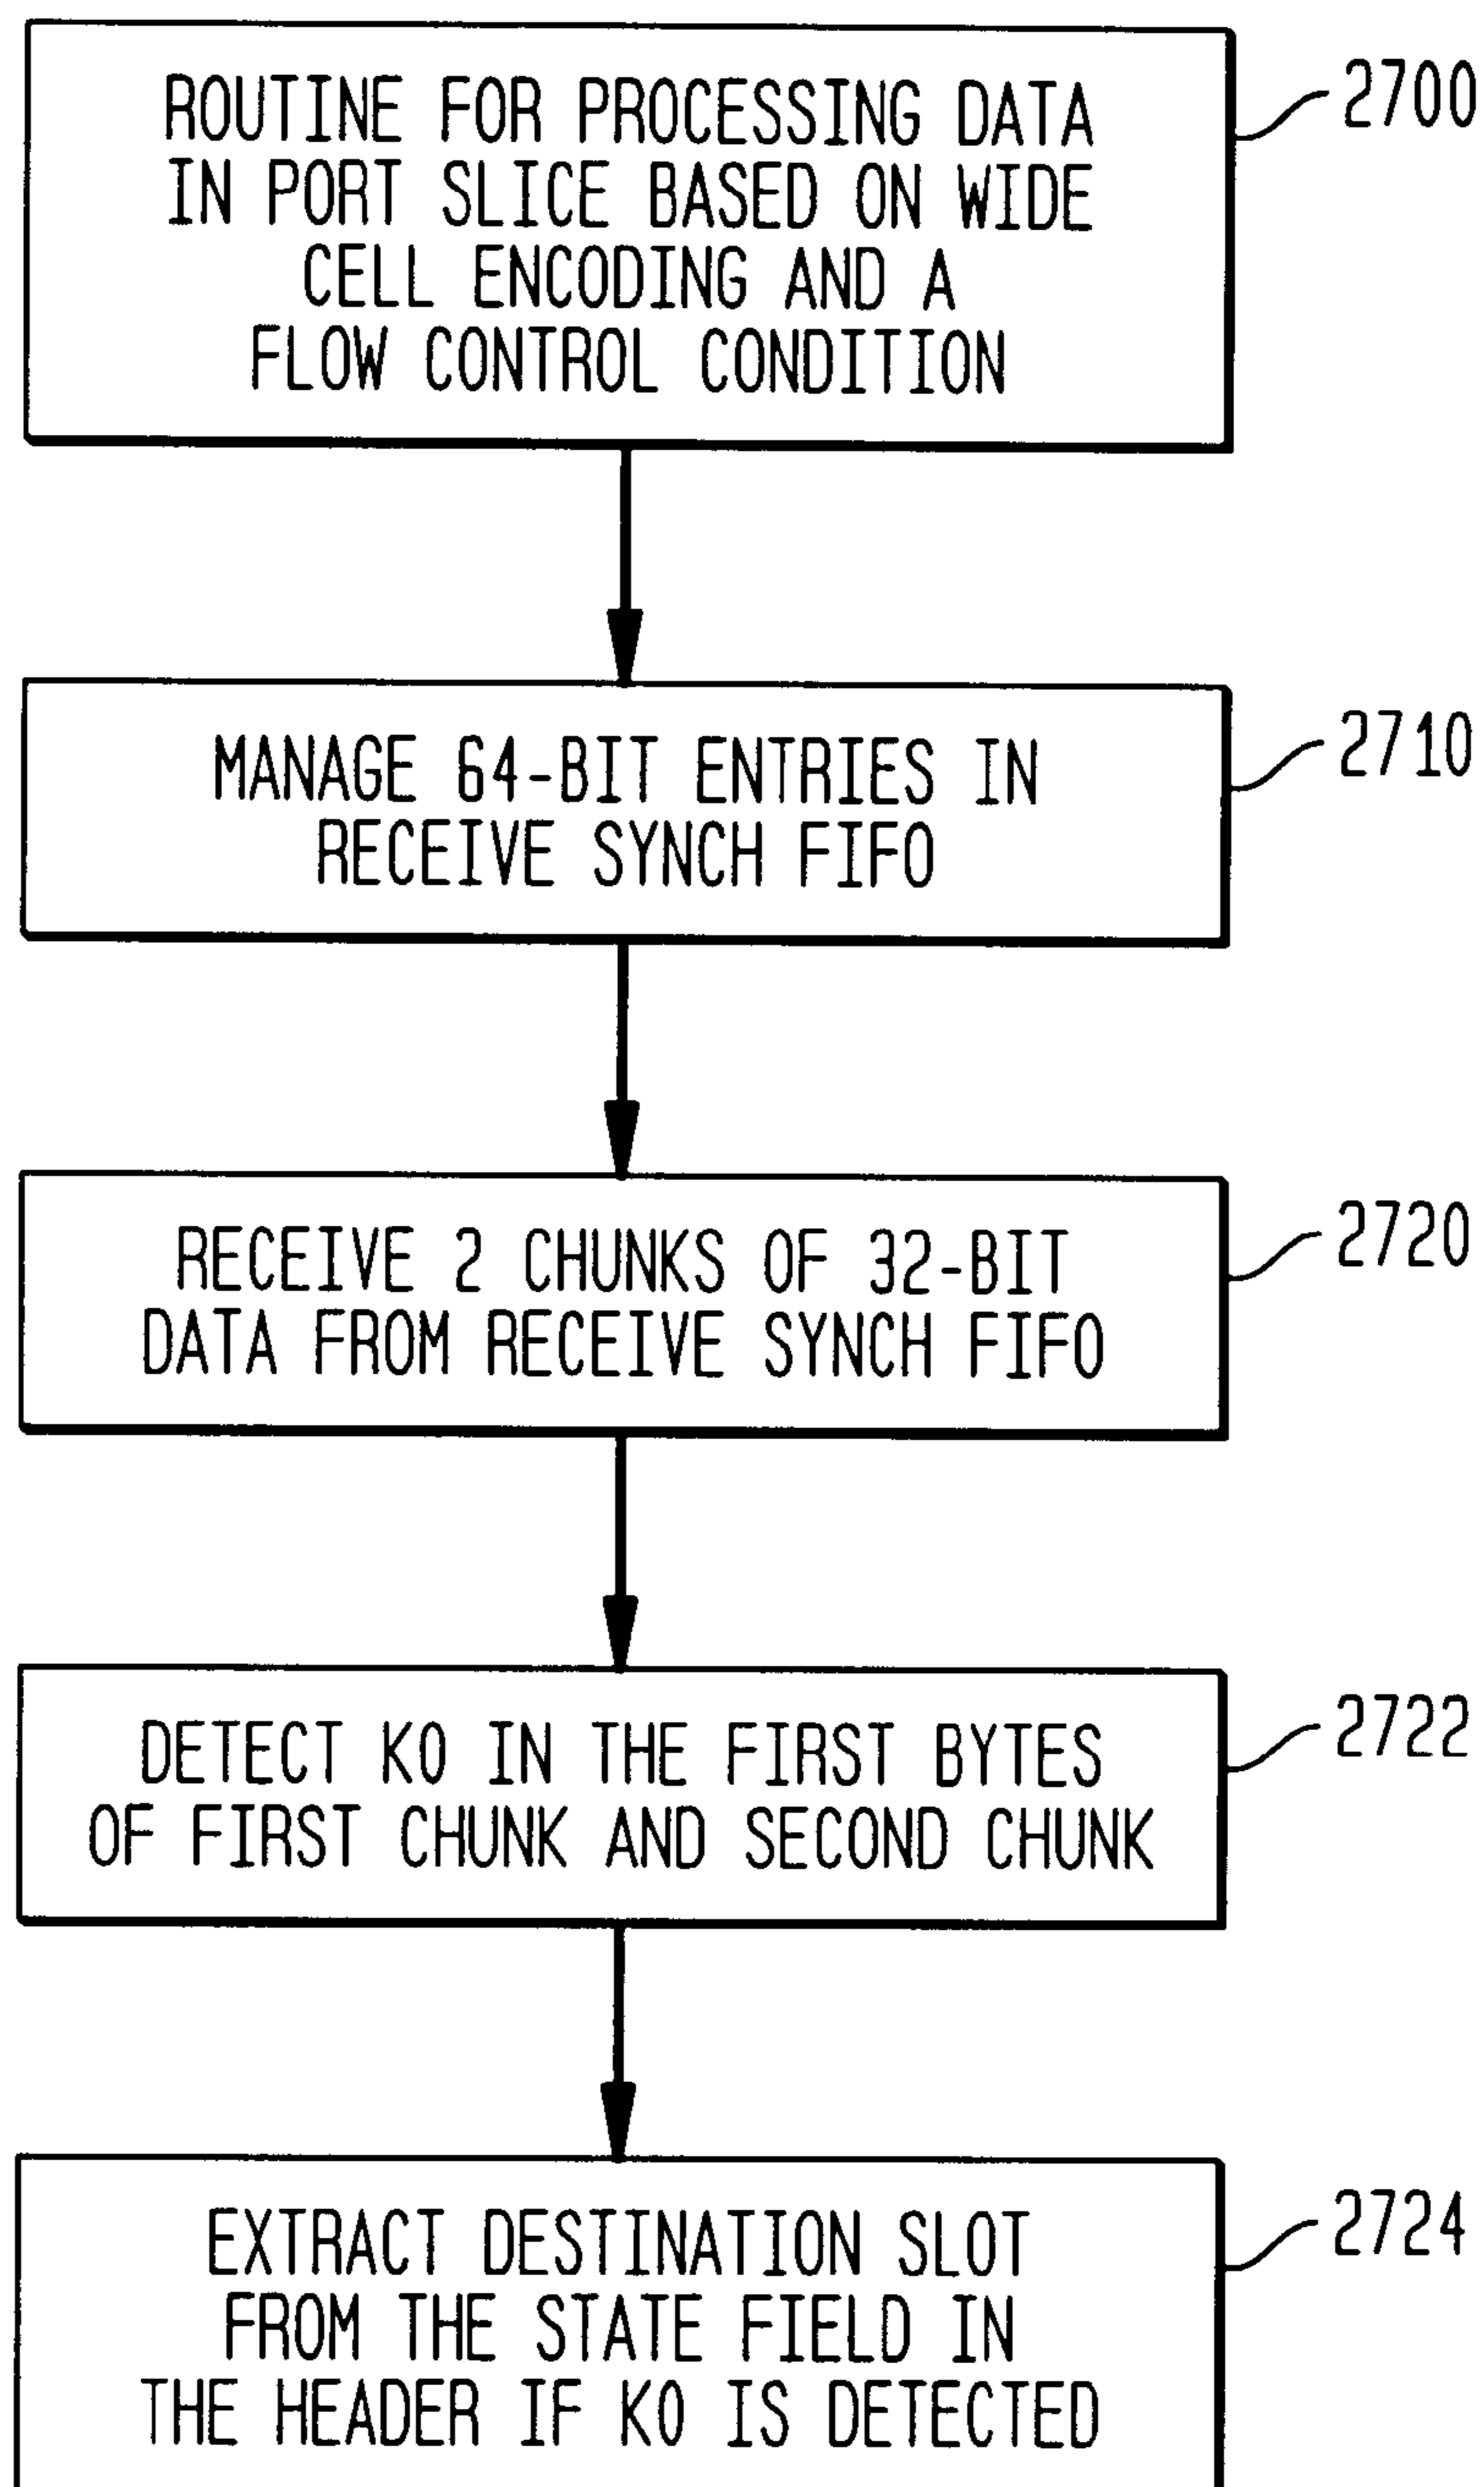 ROUTINE FOR PROCESSING DATA
IN PORT SLICE BASED ON WIDE
CELL ENCODING AND A
FLOW CONTROL CONDITION
2700
MANAGE 64-BIT ENTRIES IN
RECEIVE SYNCH FIFO
2710
RECEIVE 2 CHUNKS OF 32-BIT
DATA FROM RECEIVE SYNCH FIFO
2720
DETECT K0 IN THE FIRST BYTES
OF FIRST CHUNK AND SECOND CHUNK
2722
EXTRACT DESTINATION SLOT
FROM THE STATE FIELD IN
THE HEADER IF K0 IS DETECTED
2724